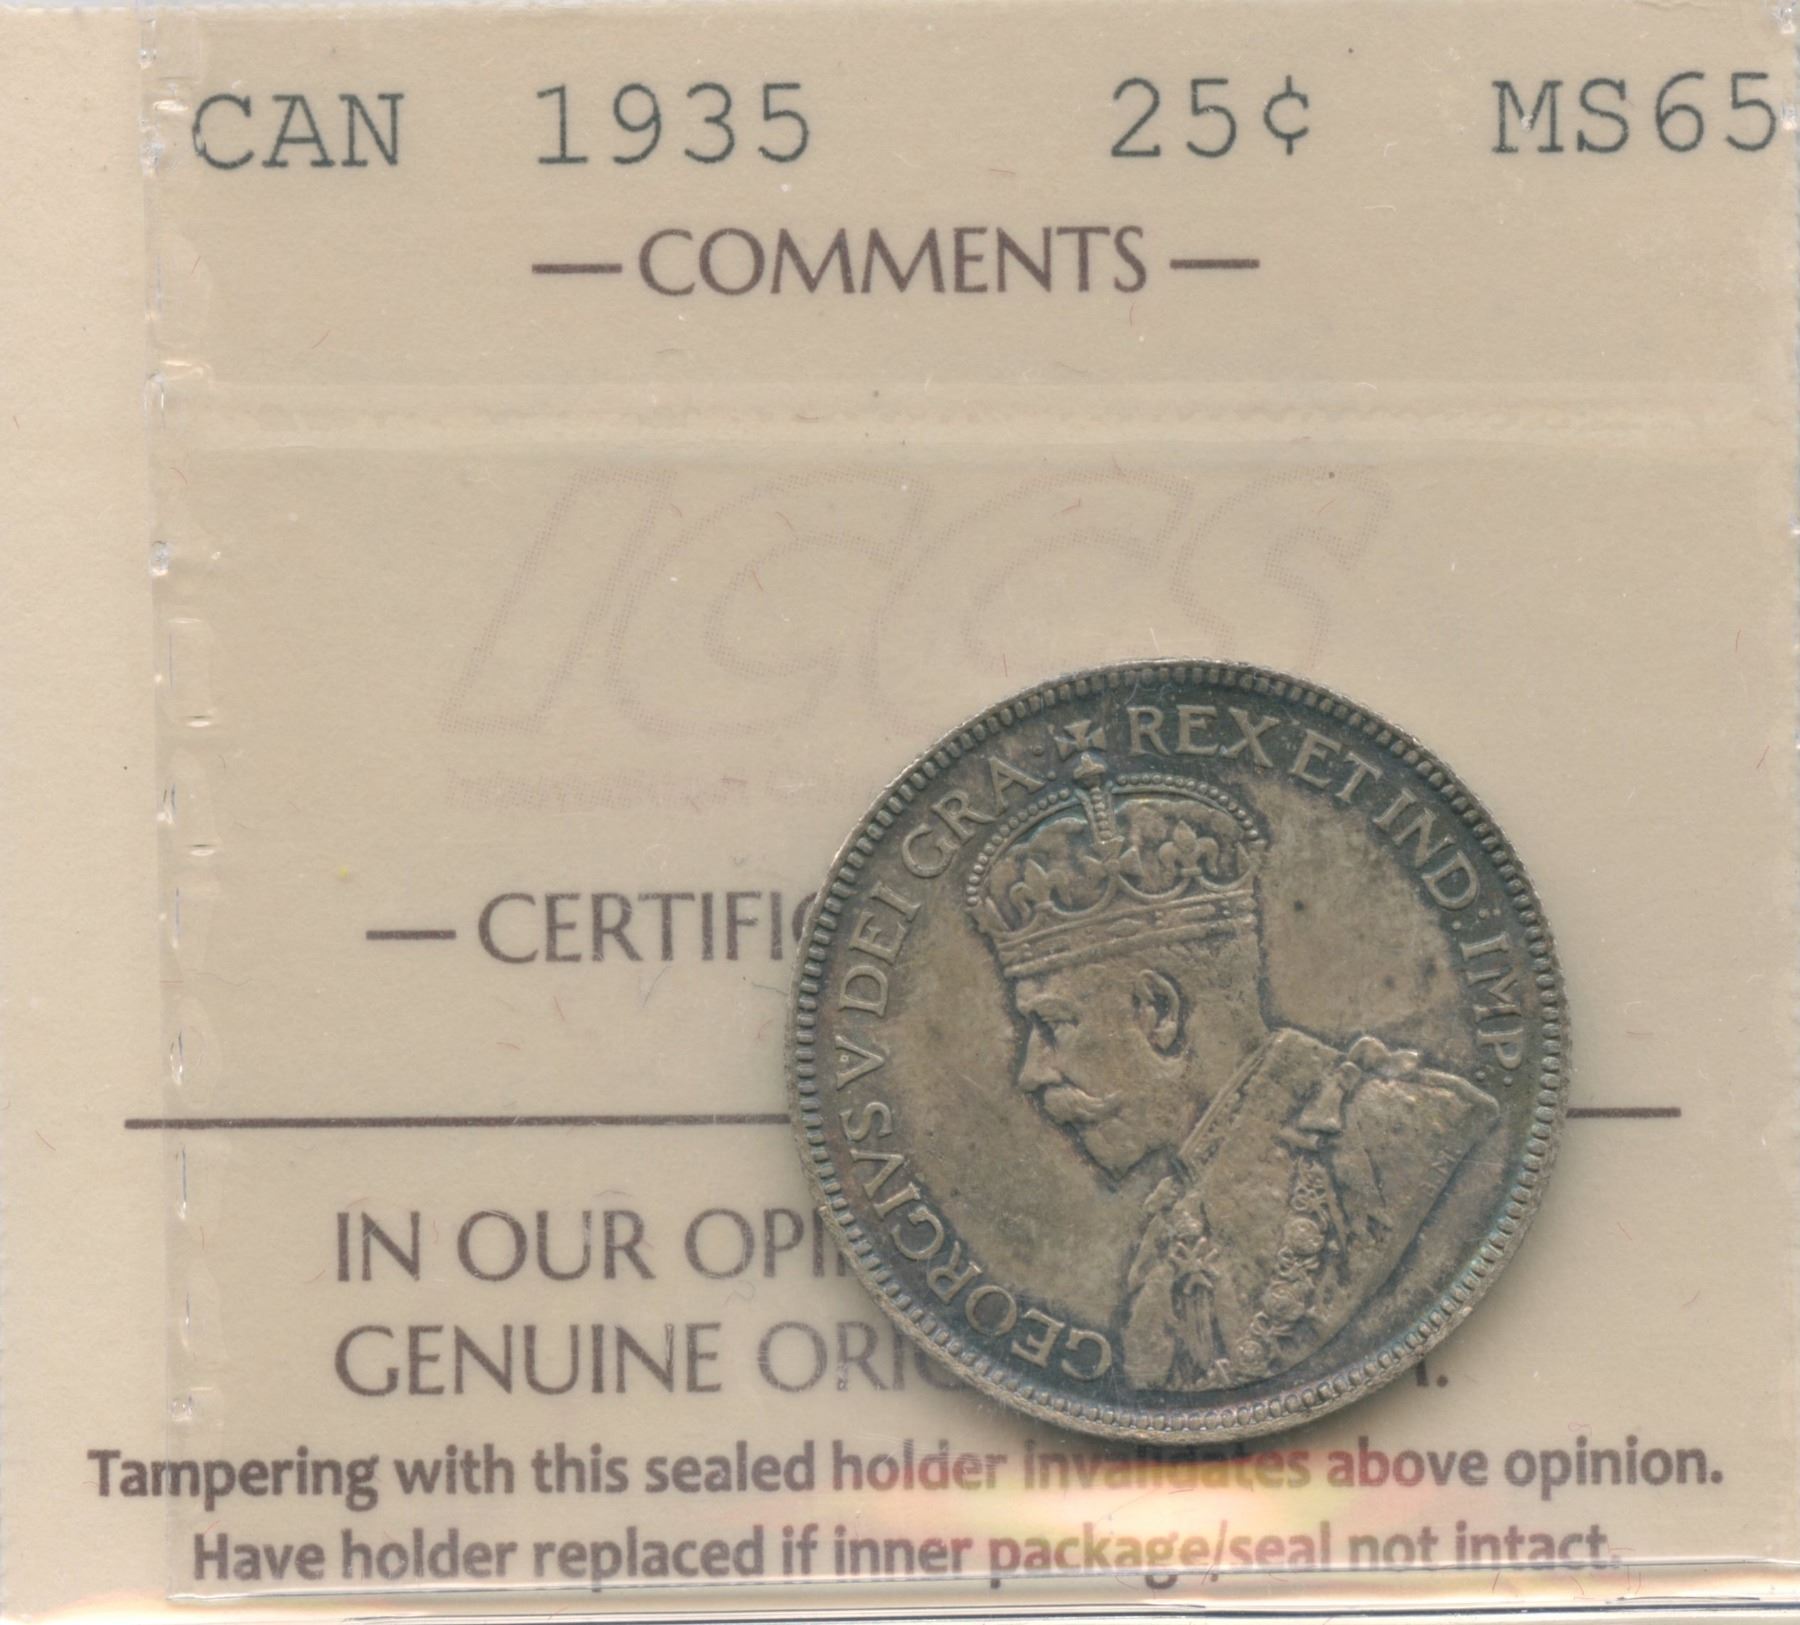 CAN 1935 25¢ MS65
— COMMENTS —
ICCS
GEORGIVS V DEI GRA: REX ET IND: IMP:
— CERTIFIC
IN OUR OPI
GENUINE ORIG
Tampering with this sealed holder invalidates above opinion.
Have holder replaced if inner package/seal not intact.